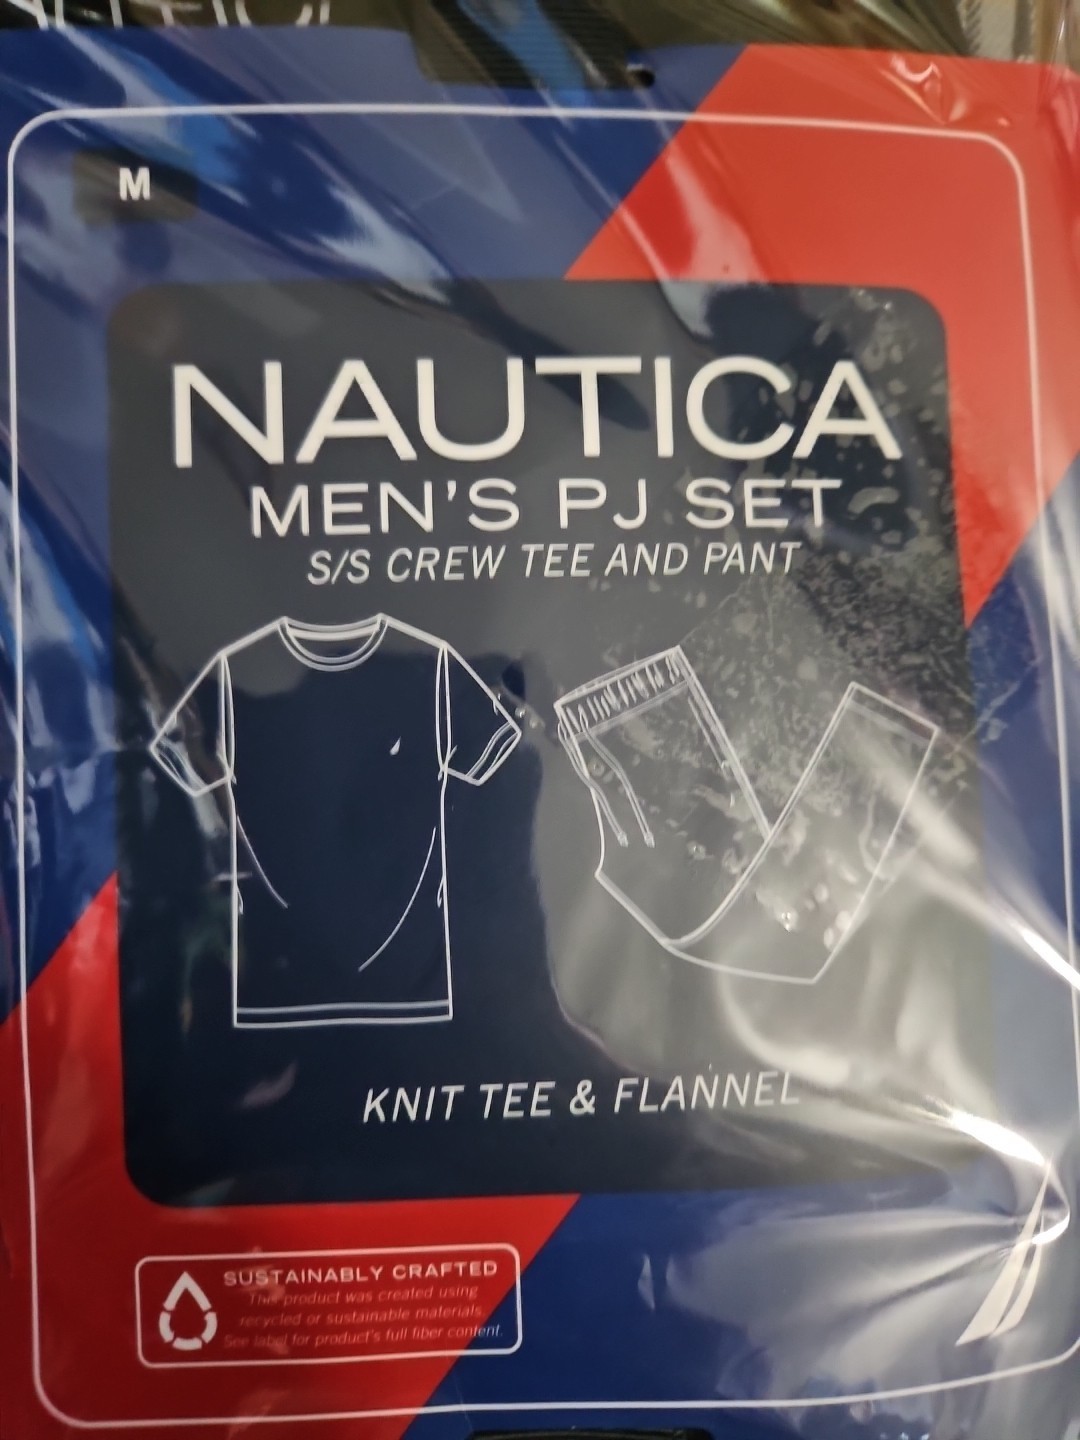 M
NAUTICA
MEN'S PJ SET
S/S CREW TEE AND PANT
KNIT TEE & FLANNEL
SUSTAINABLY CRAFTED
This product was created using
recycled or sustainable materials.
See label for product's full fiber content.